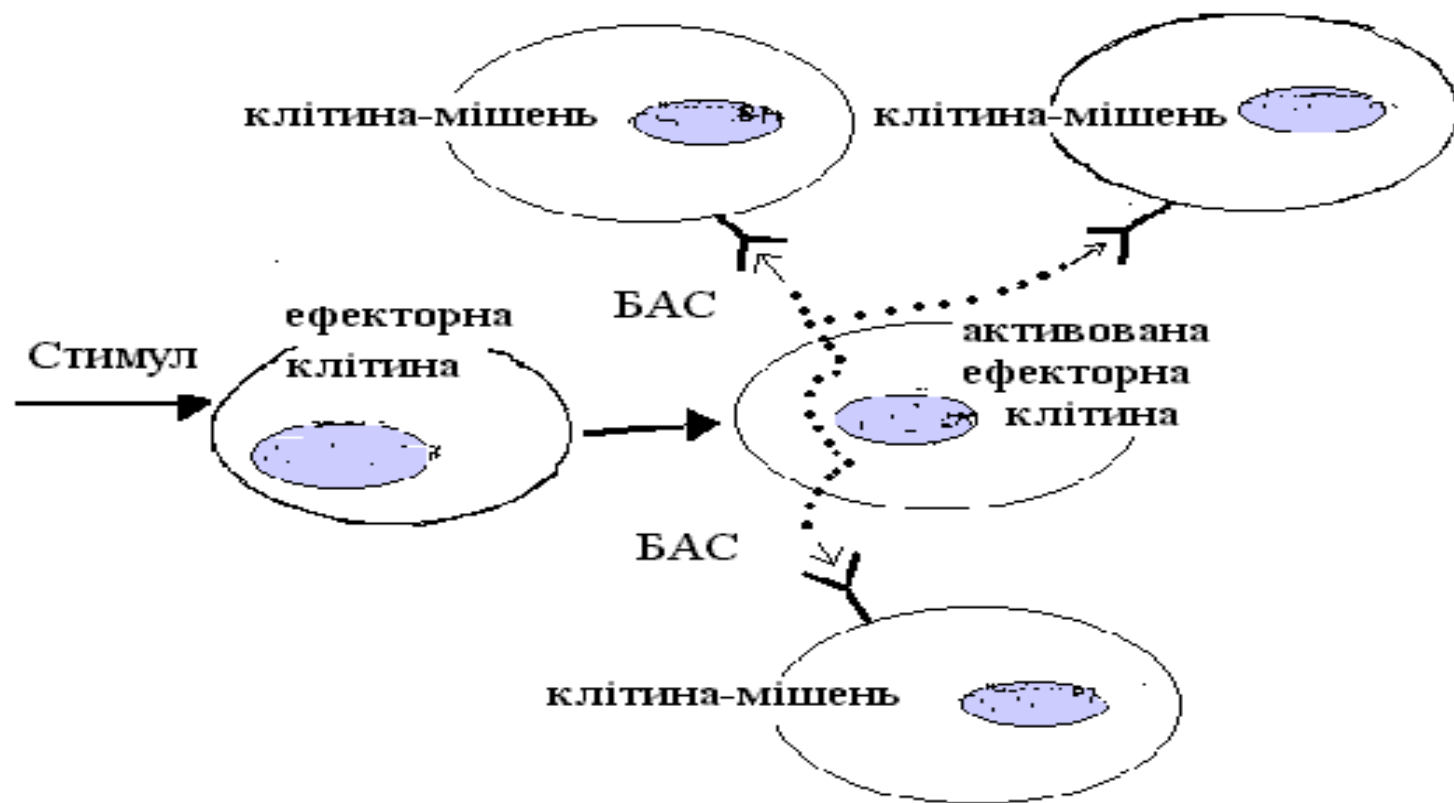 клітина-мішень
клітина-мішень
БАС
ефекторна
клітина
Стимул
активована
ефекторна
клітина
БАС
клітина-мішень